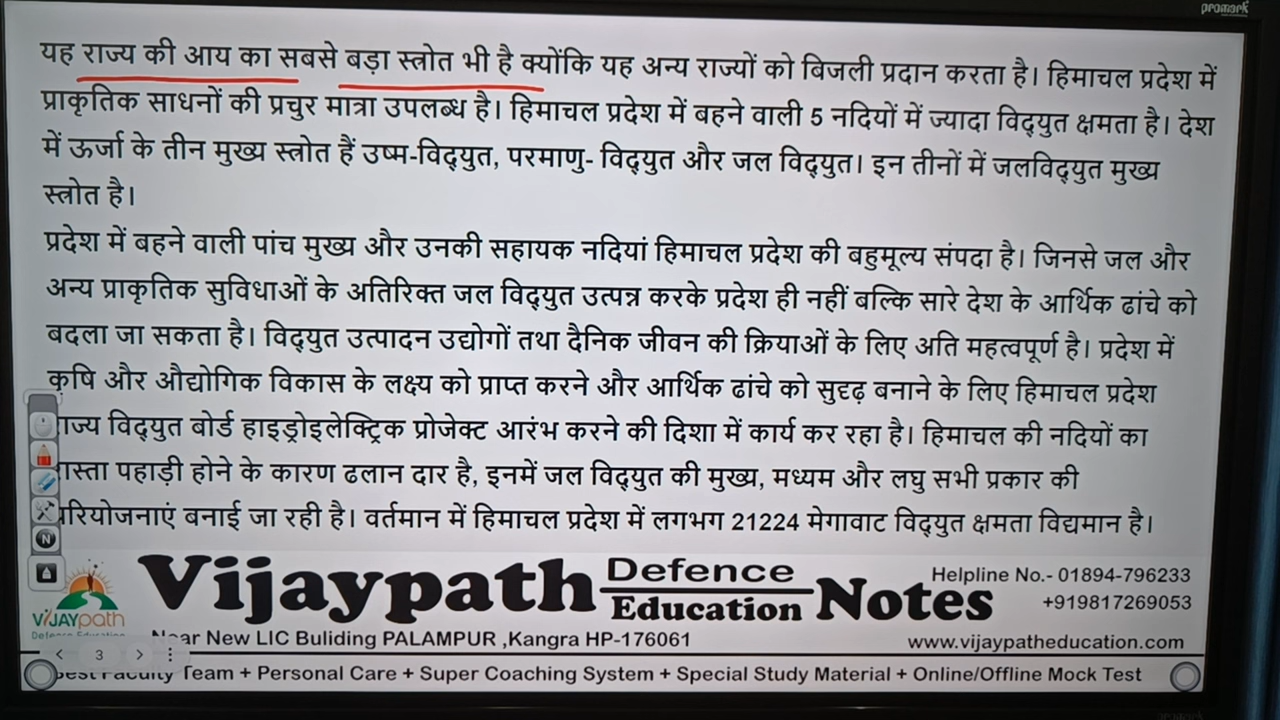 promark
यह राज्य की आय का सबसे बड़ा स्त्रोत भी है क्योंकि यह अन्य राज्यों को बिजली प्रदान करता है। हिमाचल प्रदेश में
प्राकृतिक साधनों की प्रचुर मात्रा उपलब्ध है। हिमाचल प्रदेश में बहने वाली 5 नदियों में ज्यादा विद्युत क्षमता है। देश
में ऊर्जा के तीन मुख्य स्त्रोत हैं उष्म-विद्युत, परमाणु- विद्युत और जल विद्युत। इन तीनों में जलविद्युत मुख्य
स्त्रोत है।
प्रदेश में बहने वाली पांच मुख्य और उनकी सहायक नदियां हिमाचल प्रदेश की बहुमूल्य संपदा है। जिनसे जल और
अन्य प्राकृतिक सुविधाओं के अतिरिक्त जल विद्युत उत्पन्न करके प्रदेश ही नहीं बल्कि सारे देश के आर्थिक ढांचे को
बदला जा सकता है। विद्युत उत्पादन उद्योगों तथा दैनिक जीवन की क्रियाओं के लिए अति महत्वपूर्ण है। प्रदेश में
कृषि और औद्योगिक विकास के लक्ष्य को प्राप्त करने और आर्थिक ढांचे को सुदृढ़ बनाने के लिए हिमाचल प्रदेश
विद्युत बोर्ड हाइड्रोइलेक्ट्रिक प्रोजेक्ट आरंभ करने की दिशा में कार्य कर रहा है। हिमाचल की नदियों का
पहाड़ी होने के कारण ढलान दार है, इनमें जल विद्युत की मुख्य, मध्यम और लघु सभी प्रकार की
बनाई जा रही है। वर्तमान में हिमाचल प्रदेश में लगभग 21224 मेगावाट विद्युत क्षमता विद्यमान है।
N
ViJAYpath
Defence Education
Vijaypath Defence Education Notes
Helpline No.- 01894-796233
+919817269053
Near New LIC Buliding PALAMPUR ,Kangra HP-176061
www.vijaypatheducation.com
< 3 >
Faculty Team + Personal Care + Super Coaching System + Special Study Material + Online/Offline Mock Test